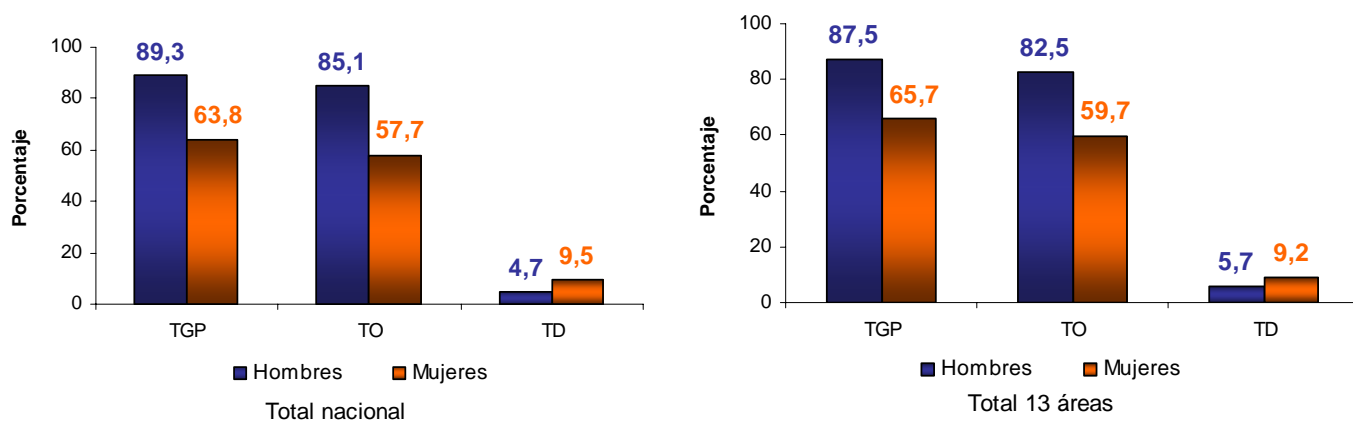 Porcentaje
100
80
60
40
20
0
89,3
63,8
85,1
57,7
4,7
9,5
TGP
TO
TD
Hombres
Mujeres
Total nacional
Porcentaje
100
80
60
40
20
0
87,5
65,7
82,5
59,7
5,7
9,2
TGP
TO
TD
Hombres
Mujeres
Total 13 áreas